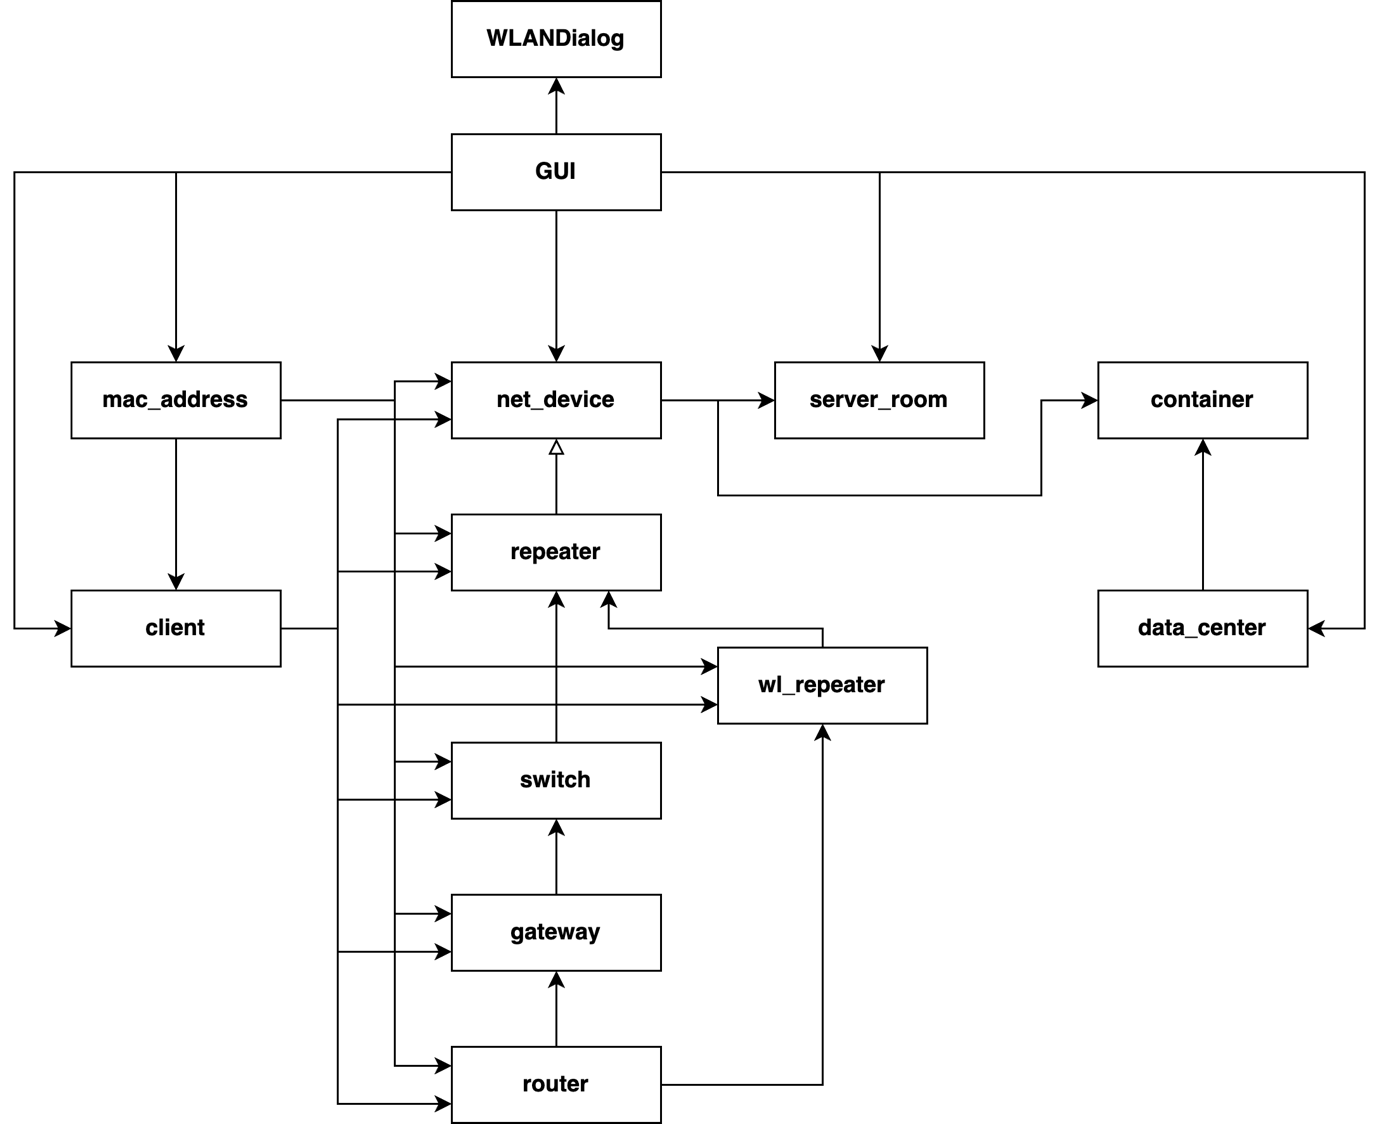 WLANDialog
GUI
mac_address
net_device
server_room
container
repeater
client
data_center
wl_repeater
switch
gateway
router